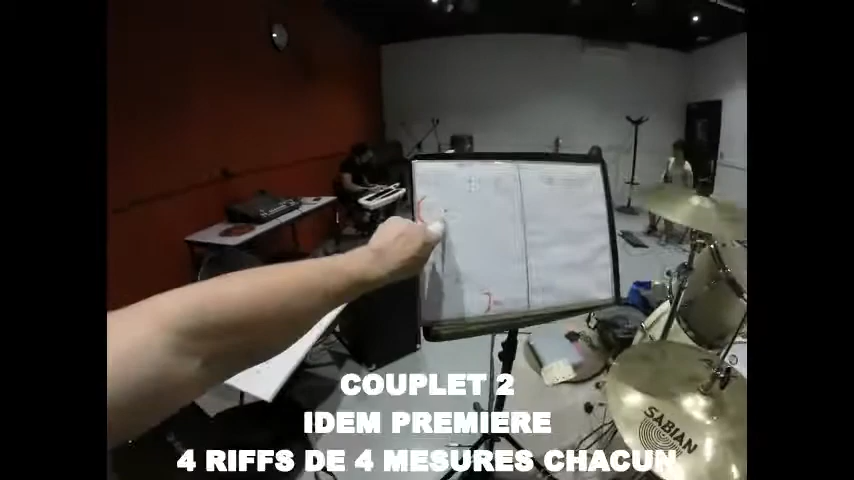 COUPLET 2
IDEM PREMIERE
4 RIFFS DE 4 MESURES CHACUN
SABIAN